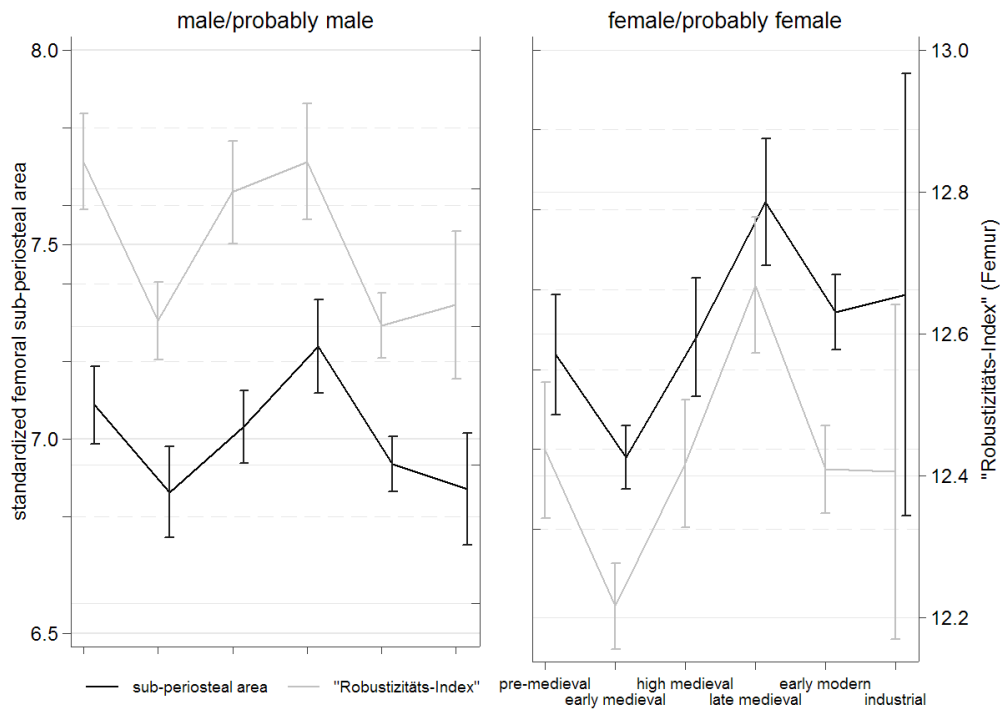 male/probably male
female/probably female
standardized femoral sub-periosteal area
8.0
7.5
7.0
6.5
13.0
12.8
12.6
12.4
12.2
"Robustizitäts-Index" (Femur)
sub-periosteal area
"Robustizitäts-Index"
pre-medieval
early medieval
high medieval
late medieval
early modern
industrial